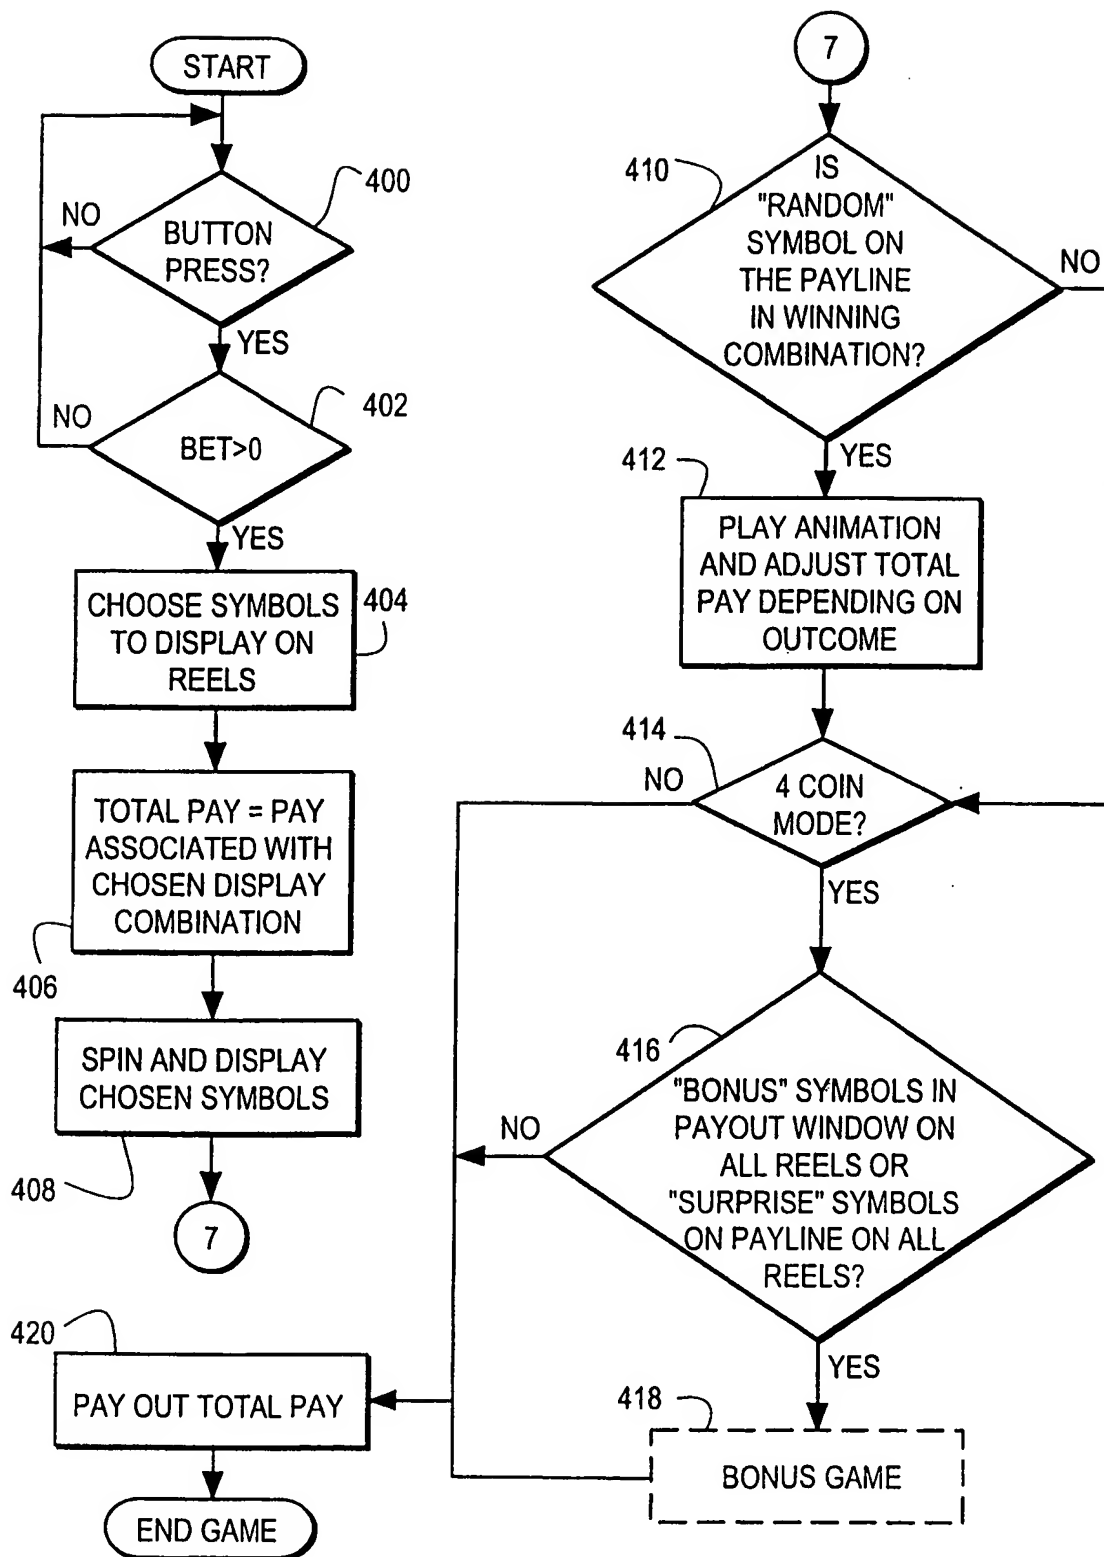 START
400
NO
BUTTON
PRESS?
YES
402
NO
BET>0
YES
CHOOSE SYMBOLS
TO DISPLAY ON
REELS
404
TOTAL PAY = PAY
ASSOCIATED WITH
CHOSEN DISPLAY
COMBINATION
406
SPIN AND DISPLAY
CHOSEN SYMBOLS
408
7
7
410
IS
"RANDOM"
SYMBOL ON
THE PAYLINE
IN WINNING
COMBINATION?
NO
YES
412
PLAY ANIMATION
AND ADJUST TOTAL
PAY DEPENDING ON
OUTCOME
414
NO
4 COIN
MODE?
YES
416
"BONUS" SYMBOLS IN
PAYOUT WINDOW ON
ALL REELS OR
"SURPRISE" SYMBOLS
ON PAYLINE ON ALL
REELS?
NO
YES
418
BONUS GAME
420
PAY OUT TOTAL PAY
END GAME